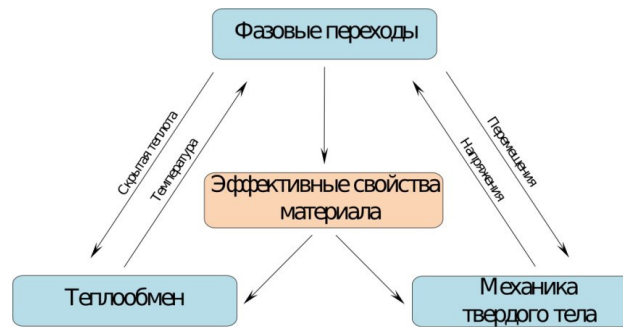 Фазовые переходы
Скрытая теплота
Температура
Напряжения
Перемещения
Эффективные свойства
материала
Теплообмен
Механика
твердого тела